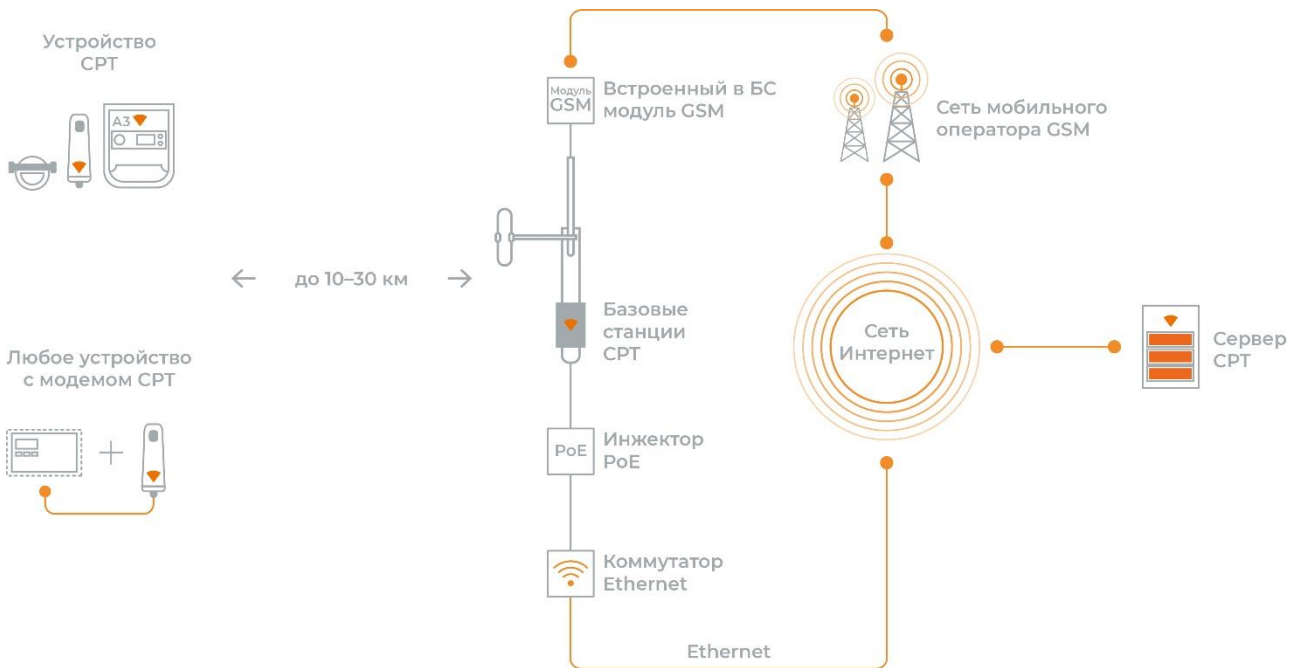 Устройство
СРТ
А3
до 10–30 км
Любое устройство
с модемом СРТ
Модуль
GSM
Встроенный в БС
модуль GSM
Базовые
станции
СРТ
PoE
Инжектор
PoE
Коммутатор
Ethernet
Ethernet
Сеть мобильного
оператора GSM
Сеть
Интернет
Сервер
СРТ